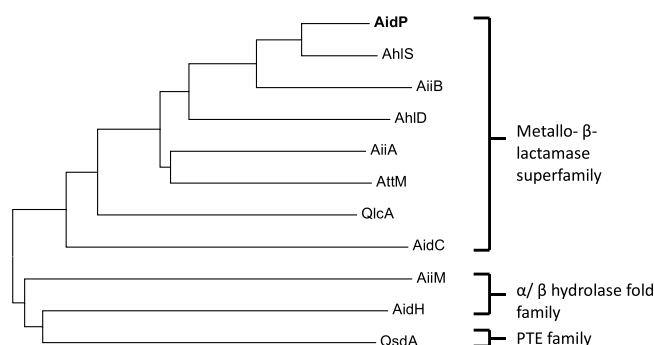 AidP
AhlS
AiiB
AhlD
AiiA
AttM
QlcA
AidC
AiiM
AidH
QsdA
Metallo- β-
lactamase
superfamily
α/ β hydrolase fold
family
PTE family